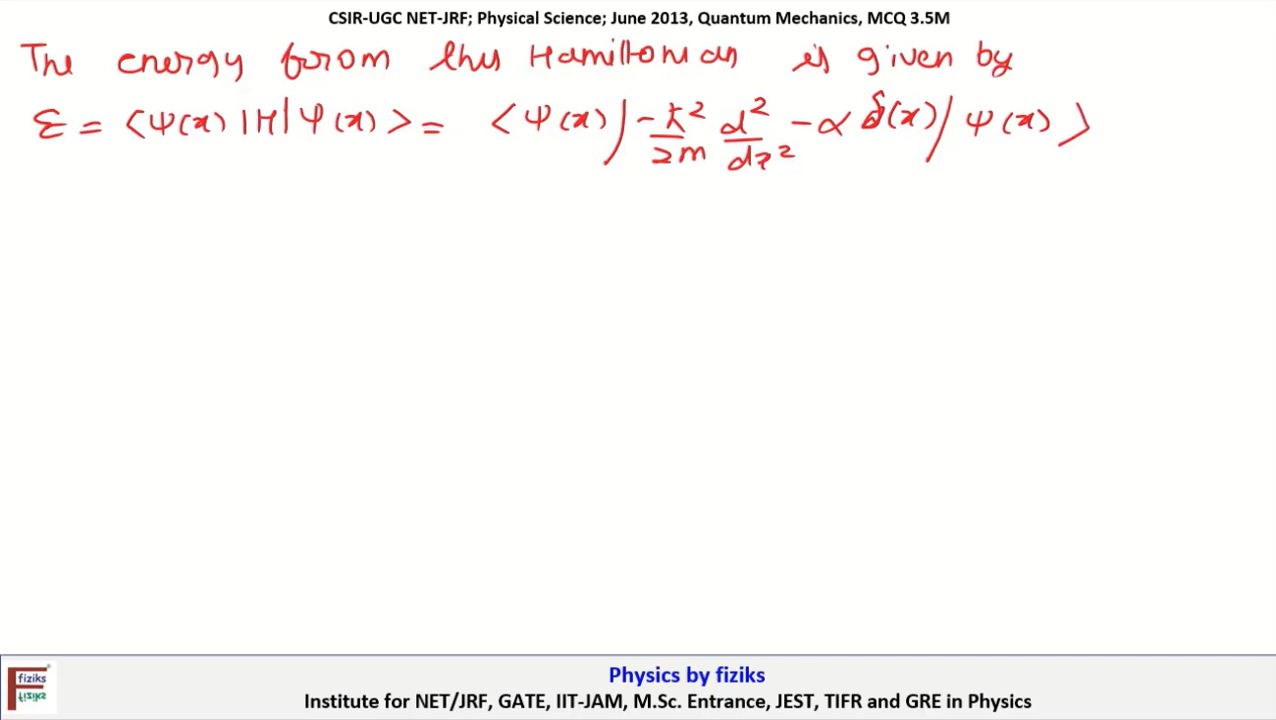 CSIR-UGC NET-JRF; Physical Science; June 2013, Quantum Mechanics, MCQ 3.5M
The energy from this Hamiltonian is given by
ε = ⟨Ψ(x)|H|Ψ(x)⟩ = ⟨Ψ(x)|-ħ²/2m d²/dx² - α δ(x)|Ψ(x)⟩
fiziks
Physics by fiziks
Institute for NET/JRF, GATE, IIT-JAM, M.Sc. Entrance, JEST, TIFR and GRE in Physics